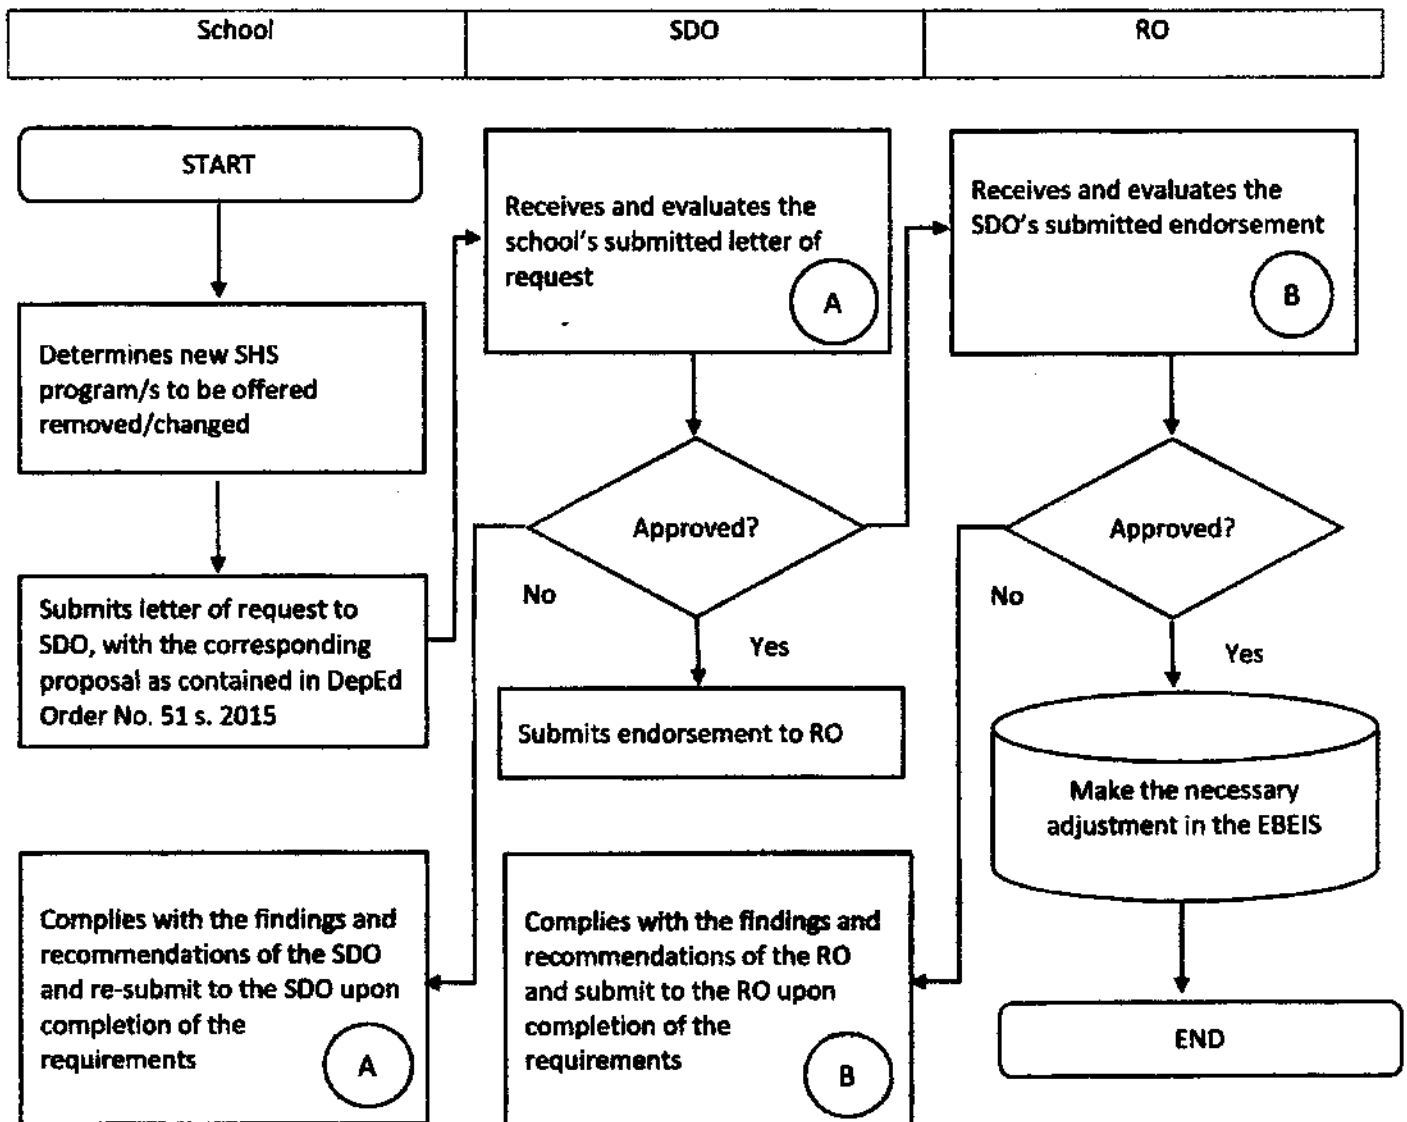 School
SDO
RO
START
Determines new SHS
program/s to be offered
removed/changed
Submits letter of request to
SDO, with the corresponding
proposal as contained in DepEd
Order No. 51 s. 2015
Complies with the findings and
recommendations of the SDO
and re-submit to the SDO upon
completion of the
requirements
A
Receives and evaluates the
school's submitted letter of
request
A
Approved?
No
Yes
Submits endorsement to RO
Complies with the findings and
recommendations of the RO
and submit to the RO upon
completion of the
requirements
B
Receives and evaluates the
SDO's submitted endorsement
B
Approved?
No
Yes
Make the necessary
adjustment in the EBEIS
END